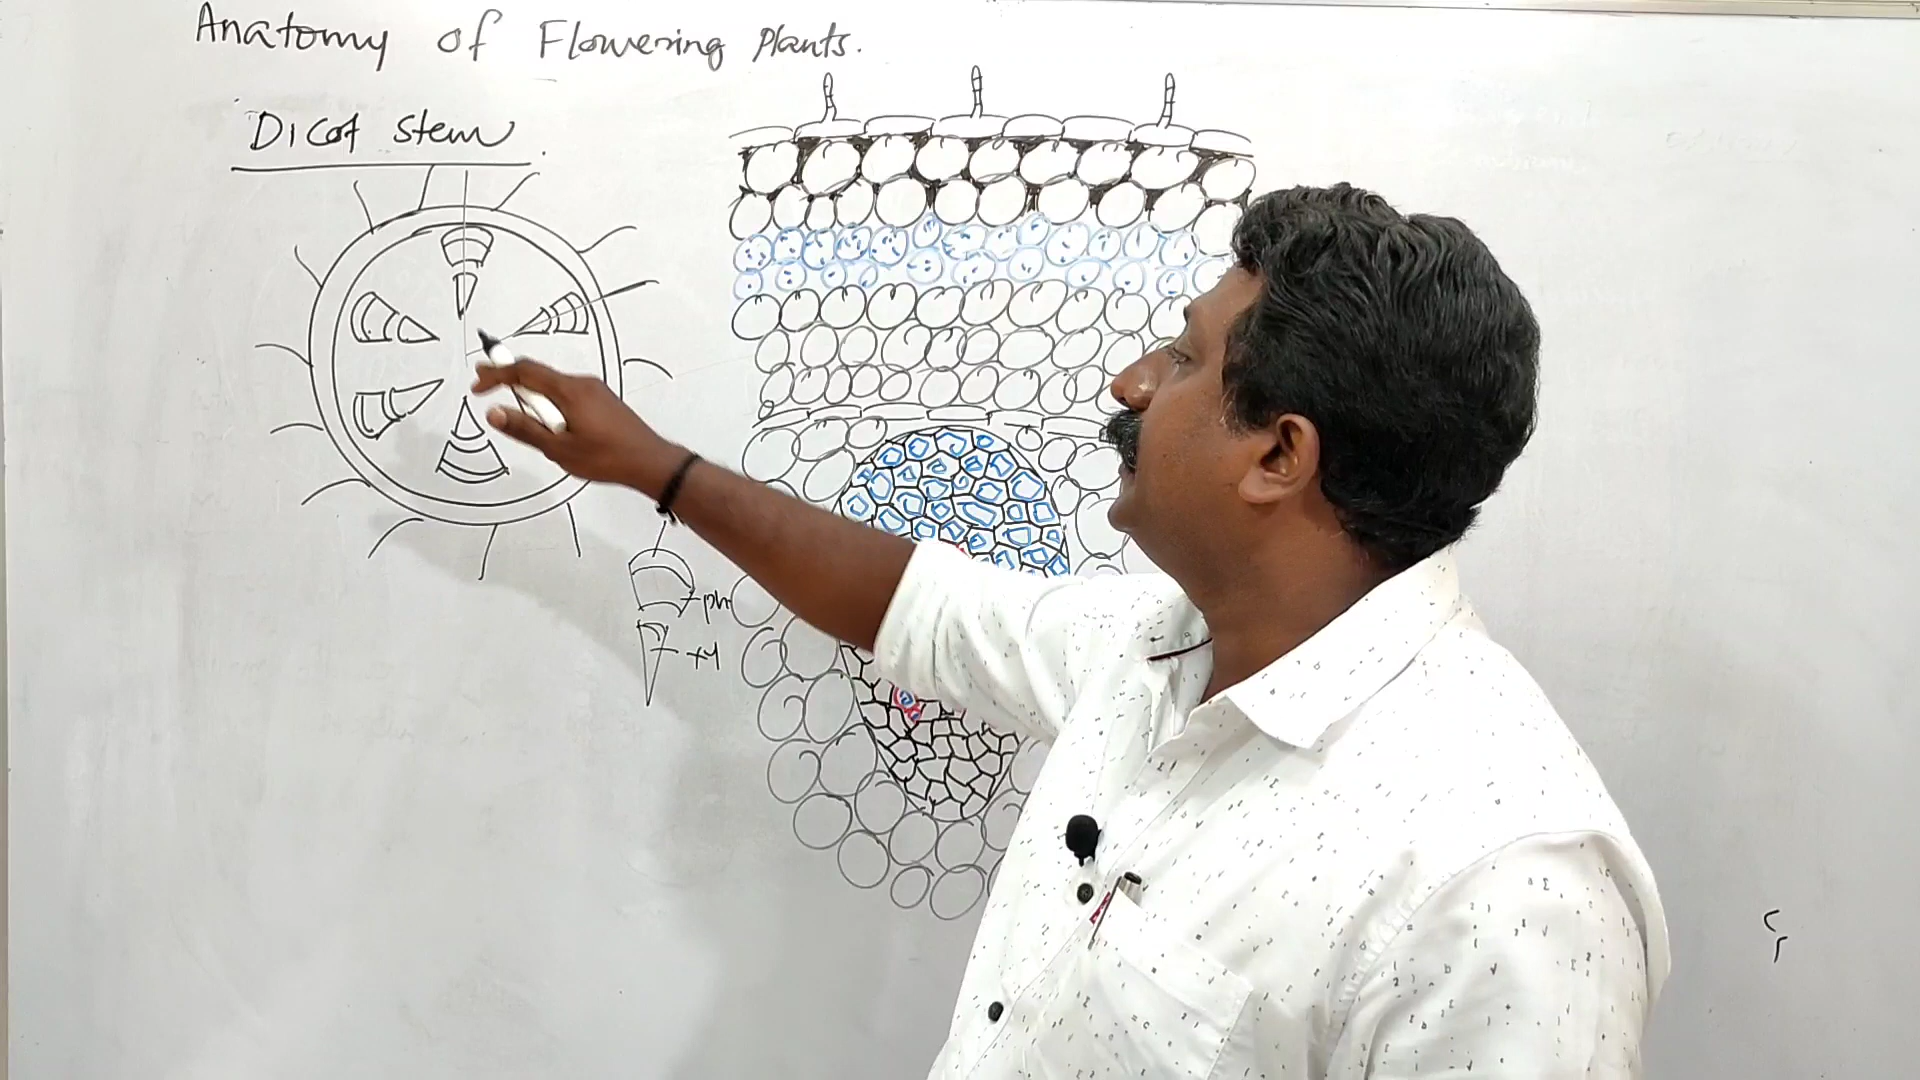 Anatomy of Flowering Plants.
Dicot stem
ph
xy